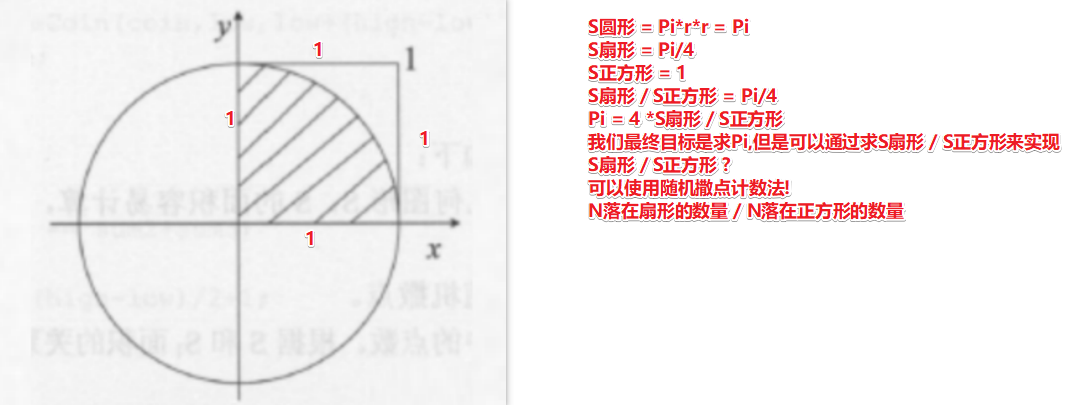 y
1
1
1
1
1
x
S圆形 = Pi*r*r = Pi
S扇形 = Pi/4
S正方形 = 1
S扇形 / S正方形 = Pi/4
Pi = 4 *S扇形 / S正方形
我们最终目标是求Pi,但是可以通过求S扇形 / S正方形来实现
S扇形 / S正方形 ?
可以使用随机撒点计数法!
N落在扇形的数量 / N落在正方形的数量